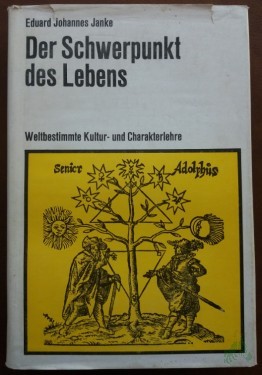 Eduard Johannes Janke
Der Schwerpunkt
des Lebens
Weltbestimmte Kultur- und Charakterlehre
Senior
Adolphus